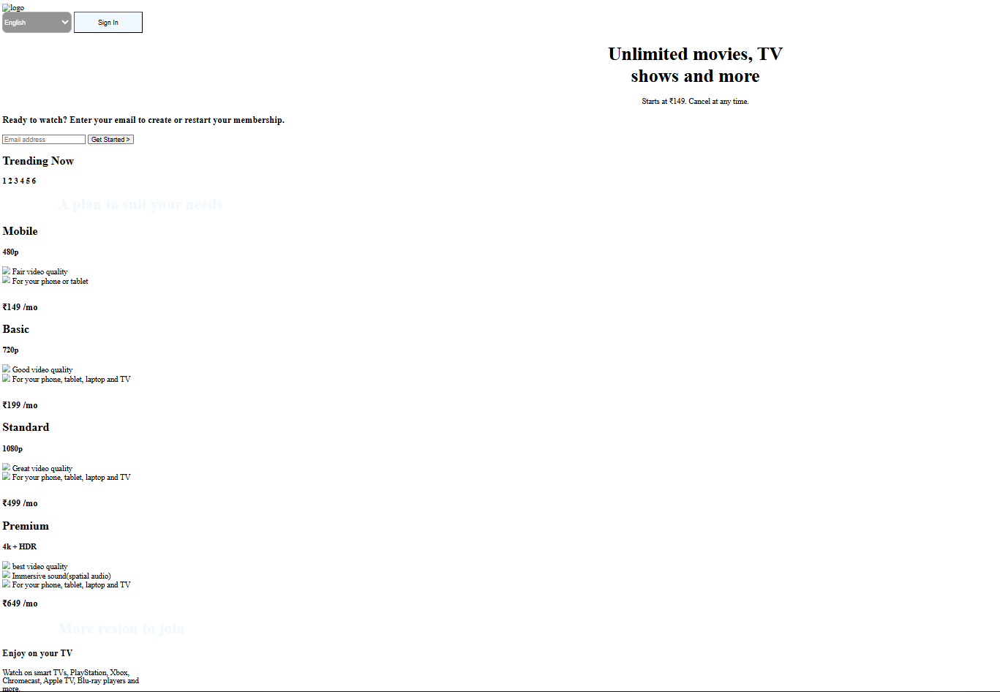 logo
English
Sign In
Unlimited movies, TV
shows and more
Starts at ₹149. Cancel at any time.
Ready to watch? Enter your email to create or restart your membership.
Email address
Get Started >
Trending Now
1 2 3 4 5 6
A plan to suit your needs
Mobile
480p
Fair video quality
For your phone or tablet
₹149 /mo
Basic
720p
Good video quality
For your phone, tablet, laptop and TV
₹199 /mo
Standard
1080p
Great video quality
For your phone, tablet, laptop and TV
₹499 /mo
Premium
4k + HDR
best video quality
Immersive sound(spatial audio)
For your phone, tablet, laptop and TV
₹649 /mo
More resion to join
Enjoy on your TV
Watch on smart TVs, PlayStation, Xbox,
Chromecast, Apple TV, Blu-ray players and
more.